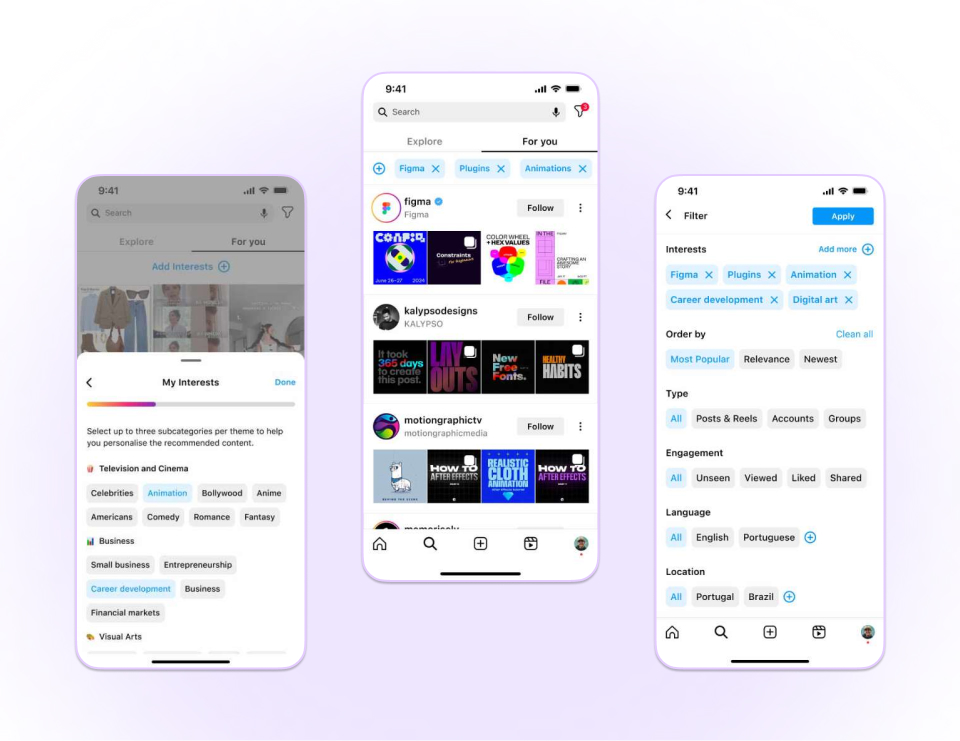 9:41
Search
Explore
For you
Add Interests
My Interests
Done
Select up to three subcategories per theme to help
you personalise the recommended content.
Television and Cinema
Celebrities
Animation
Bollywood
Anime
Americans
Comedy
Romance
Fantasy
Business
Small business
Entrepreneurship
Career development
Business
Financial markets
Visual Arts
9:41
Search
3
Explore
For you
Figma
Plugins
Animations
figma
Figma
Follow
CONFIG
June 26–27 2024
Constraints
For Beginners
COLOR WHEEL
+ HEX VALUES
IN THE
CRAFTING AN
AWESOME
STORY
FILE
kalypsodesigns
KALYPSO
Follow
It took
365 days
to create
this post.
LAY
OUTS
New
Free
Fonts.
HEALTHY
HABITS
motiongraphictv
motiongraphicmedia
Follow
HOW TO
AFTER EFFECTS
REALISTIC
CLOTH
ANIMATION
HOW TO
AFTER EFFECTS
9:41
Filter
Apply
Interests
Add more
Figma
Plugins
Animation
Career development
Digital art
Order by
Clean all
Most Popular
Relevance
Newest
Type
All
Posts & Reels
Accounts
Groups
Engagement
All
Unseen
Viewed
Liked
Shared
Language
All
English
Portuguese
Location
All
Portugal
Brazil